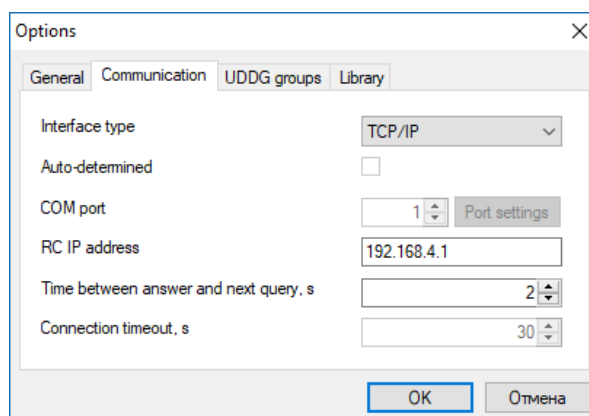 Options
General Communication UDDG groups Library
Interface type TCP/IP
Auto-determined
COM port 1 Port settings
RC IP address 192.168.4.1
Time between answer and next query, s 2
Connection timeout, s 30
OK Отмена